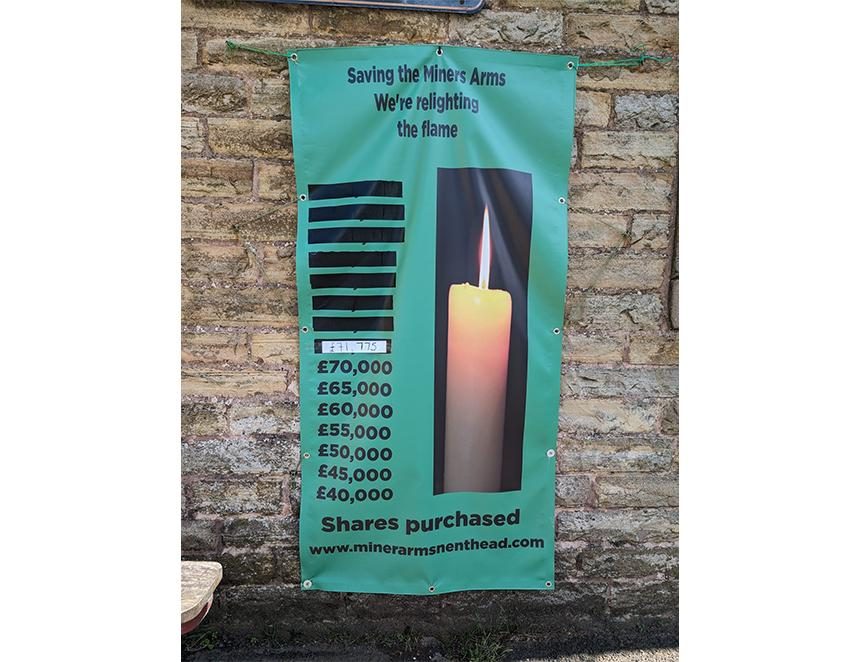 Saving the Miners Arms
We're relighting
the flame
£71,775
£70,000
£65,000
£60,000
£55,000
£50,000
£45,000
£40,000
Shares purchased
www.minerarmsnenthead.com